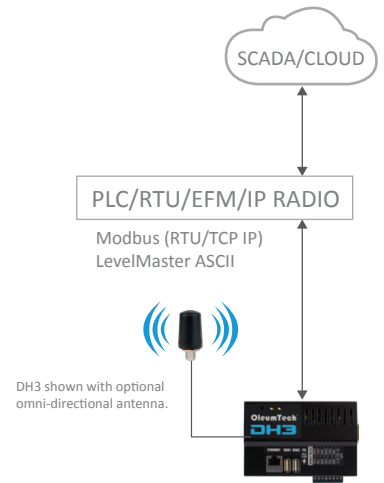 SCADA/CLOUD
PLC/RTU/EFM/IP RADIO
Modbus (RTU/TCP IP)
LevelMaster ASCII
DH3 shown with optional
omni-directional antenna.
OleumTech
DH3
ETHERNET